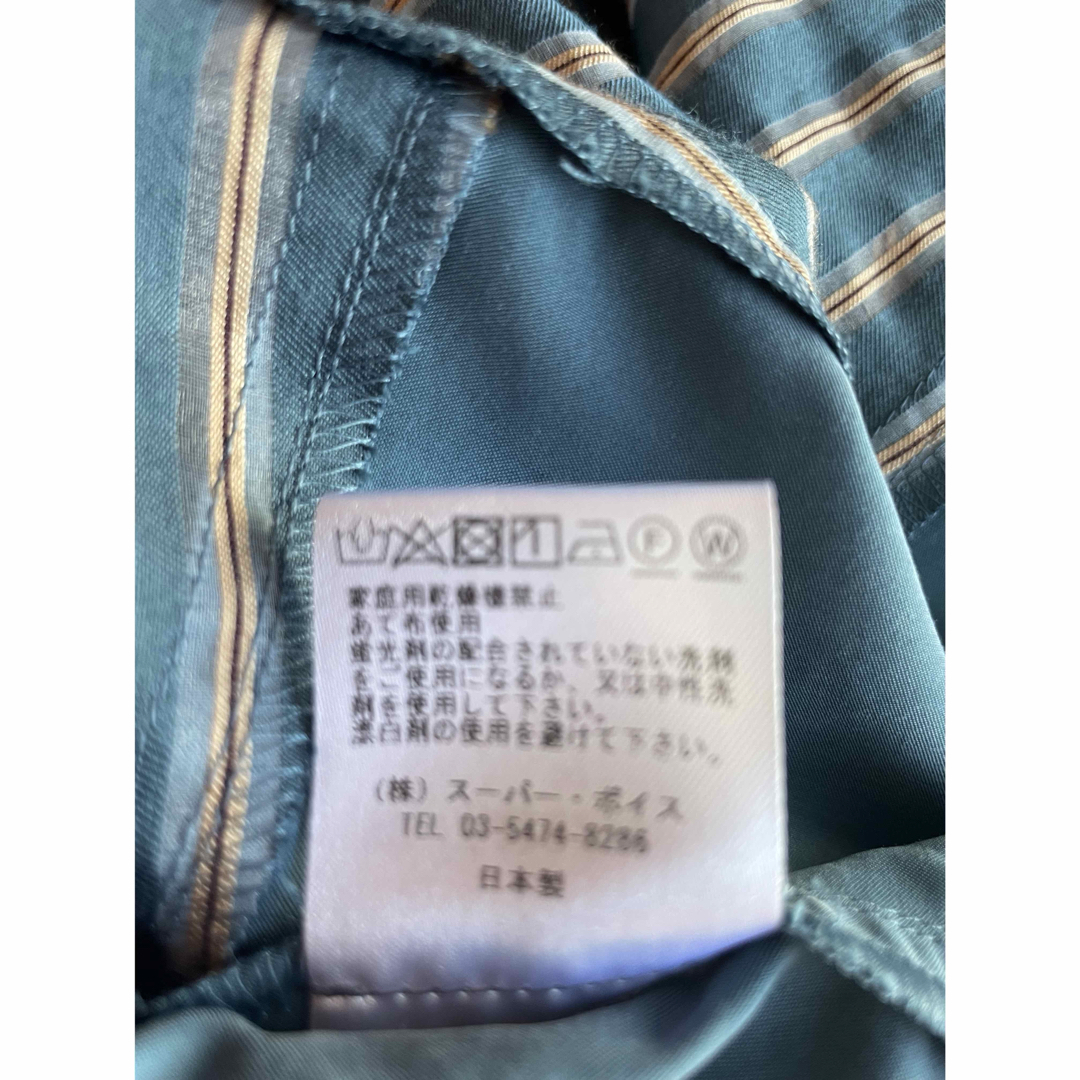 F W
家庭用乾燥機禁止
あて布使用
蛍光剤の配合されていない洗剤
をご使用になるか、又は中性洗
剤を使用して下さい。
漂白剤の使用を避けて下さい。
(株) スーパー・ボイス
TEL 03-5474-8286
日本製